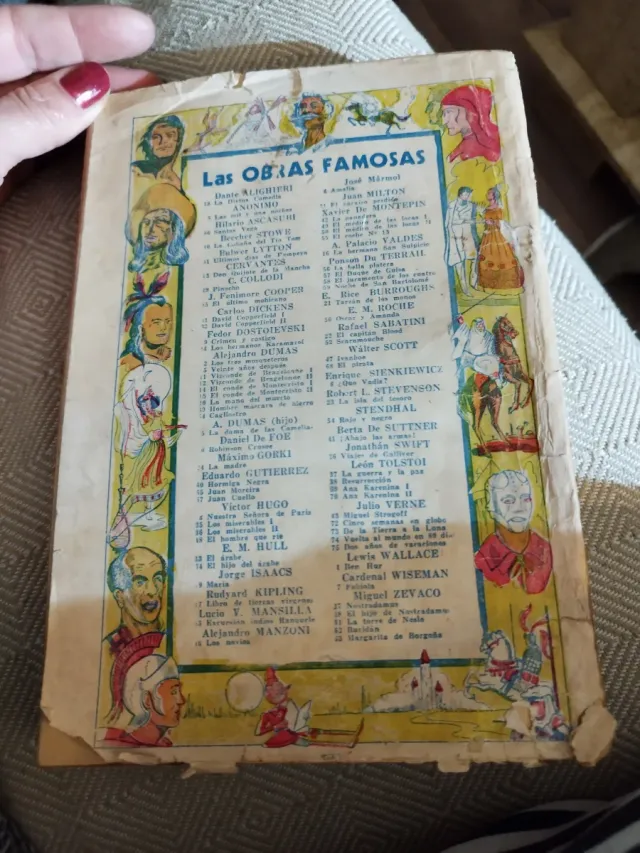 Las OBRAS FAMOSAS
Dante ALIGHIERI
La Divina Comedia
ANONIMO
Las mil y una noches
Hilario ASCASUBI
Santos Vega
Beecher STOWE
La Cabaña del Tío Tom
Bulwer LYTTON
Ultimos días de Pompeya
CERVANTES
Don Quijote de la Mancha
C. COLLODI
Pinocho
J. Fenimore COOPER
El último mohicano
Carlos DICKENS
David Copperfield I
David Copperfield II
Fedor DOSTOIEVSKI
Crimen y castigo
Los hermanos Karamazof
Alejandro DUMAS
Los tres mosqueteros
Veinte años después
Vizconde de Bragelonne I
Vizconde de Bragelonne II
El conde de Montecristo I
El conde de Montecristo II
La mano del muerto
Hombre máscara de hierro
Cagliostro
A. DUMAS (hijo)
La dama de las Camelias
Daniel De FOE
Robinson Crusoe
Máximo GORKI
La madre
Eduardo GUTIERREZ
Hormiga Negra
Juan Moreira
Juan Cuello
Víctor HUGO
Nuestra Señora de París
Los miserables I
Los miserables II
El hombre que ríe
E. M. HULL
El árabe
El hijo del árabe
Jorge ISAACS
María
Rudyard KIPLING
Libro de tierras vírgenes
Lucio V. MANSILLA
Excursión indios Ranqueles
Alejandro MANZONI
Los novios
José Mármol
Amalia
Juan MILTON
El paraíso perdido
Xavier De MONTEPIN
La panadera
El médico de las locas I
El médico de las locas II
El coche Nº 13
A. Palacio VALDES
La hermana San Sulpicio
Ponson Du TERRAIL
La bella platera
El Duque de Guisa
El juramento de los cuatro
Noche de San Bartolomé
E. Rice BURROUGHS
Tarzán de los monos
E. M. ROCHE
Oscar y Amanda
Rafael SABATINI
El capitán Blood
Scaramouche
Wálter SCOTT
Ivanhoe
El pirata
Enrique SIENKIEWICZ
¿Quo Vadis?
Robert L. STEVENSON
La isla del tesoro
STENDHAL
Rojo y negro
Berta De SUTTNER
¡Abajo las armas!
Jonathán SWIFT
Viajes de Gulliver
León TOLSTOI
La guerra y la paz
Resurrección
Ana Karenina I
Ana Karenina II
Julio VERNE
Miguel Strogoff
Cinco semanas en globo
De la Tierra a la Luna
Vuelta al mundo en 80 días
Dos años de vacaciones
Lewis WALLACE
Ben Hur
Cardenal WISEMAN
Fabiola
Miguel ZEVACO
Nostradamus
El hijo de Nostradamus
La torre de Nesle
Buridán
Margarita de Borgoña